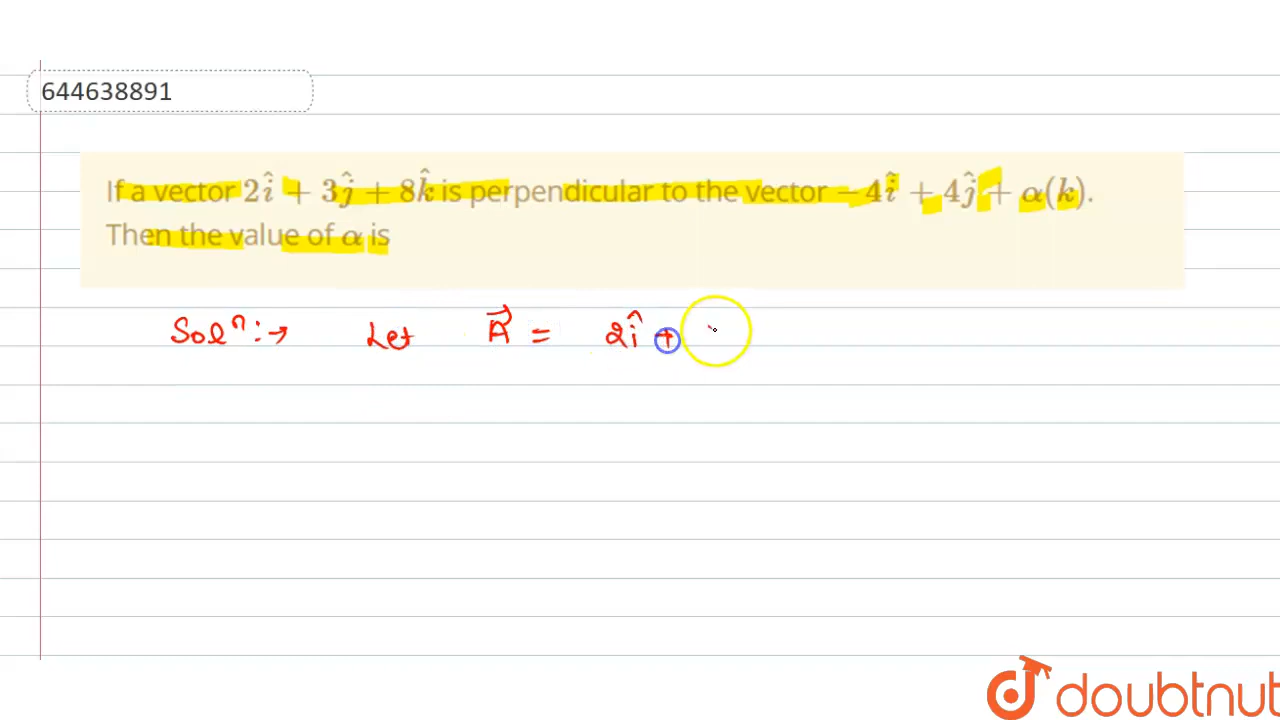 644638891
If a vector 2î + 3ĵ + 8k̂ is perpendicular to the vector −4î + 4ĵ + α(k).
Then the value of α is
Solⁿ:→ Let A⃗ = 2î +
doubtnut